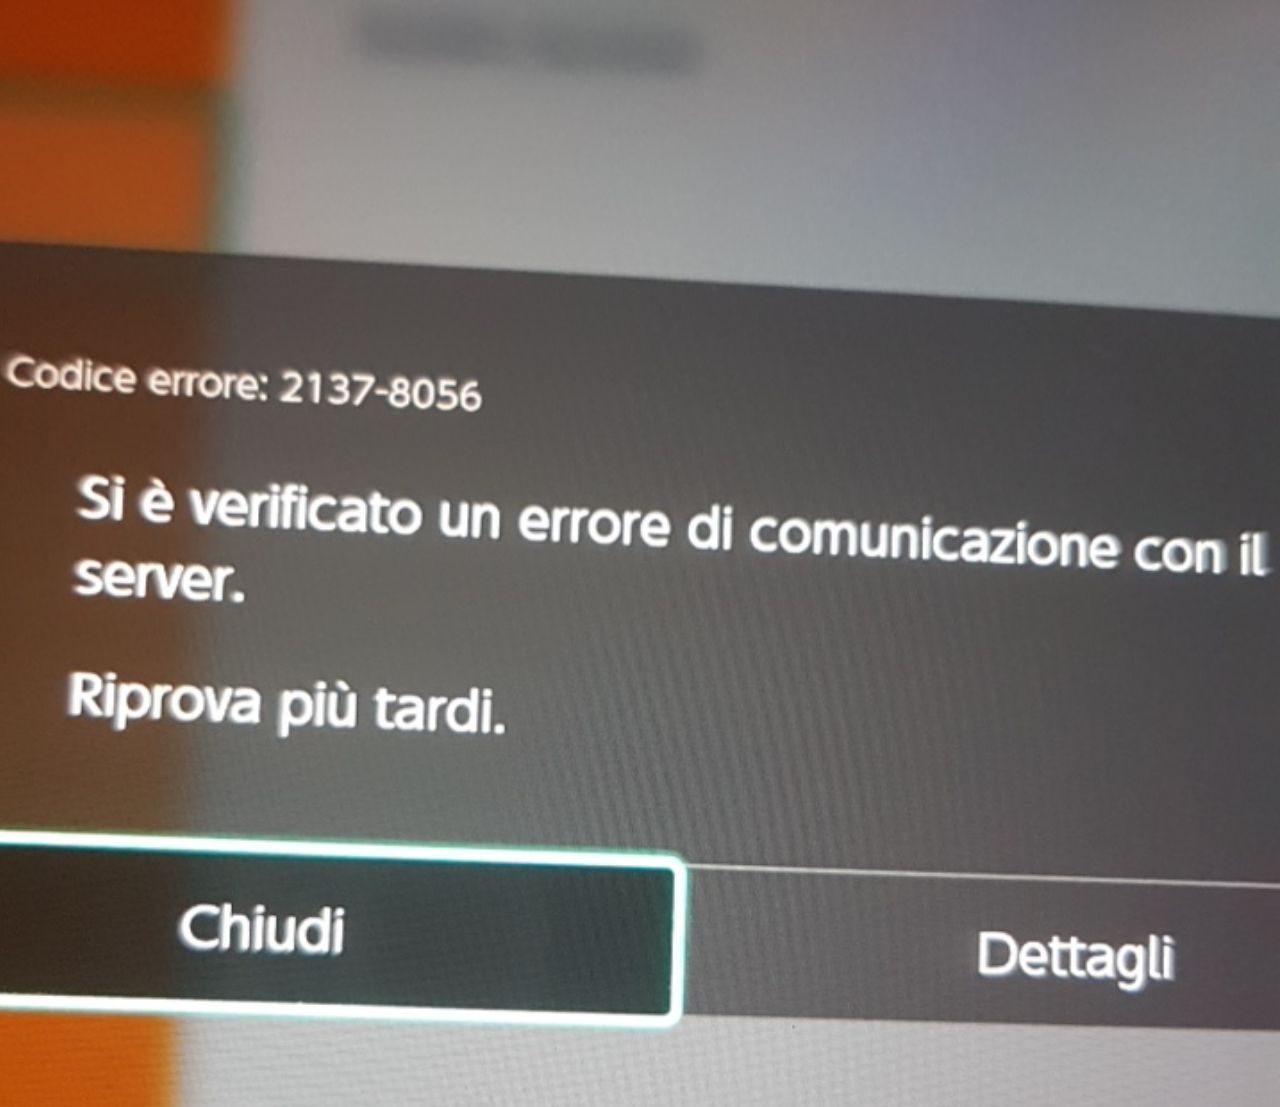 Codice errore: 2137-8056
Si è verificato un errore di comunicazione con il
server.
Riprova più tardi.
Chiudi
Dettagli